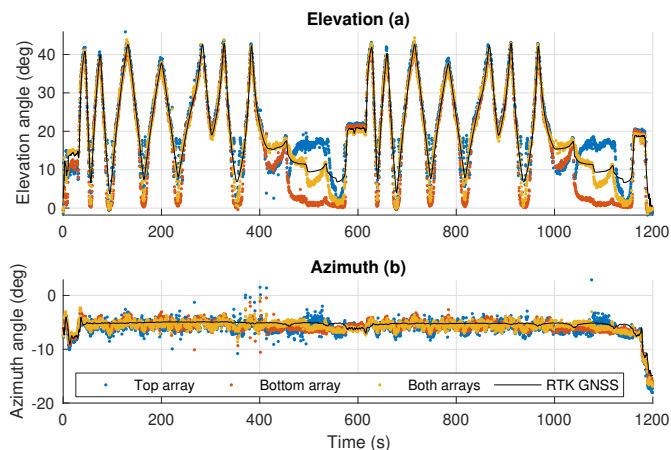 Elevation (a)
Elevation angle (deg)
50
40
30
20
10
0
0 200 400 600 800 1000 1200
Azimuth (b)
Azimuth angle (deg)
0
-5
-10
-20
Top array Bottom array Both arrays RTK GNSS
0 200 400 600 800 1000 1200
Time (s)